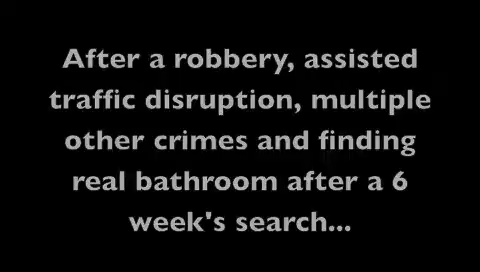 After a robbery, assisted
traffic disruption, multiple
other crimes and finding
real bathroom after a 6
week's search...